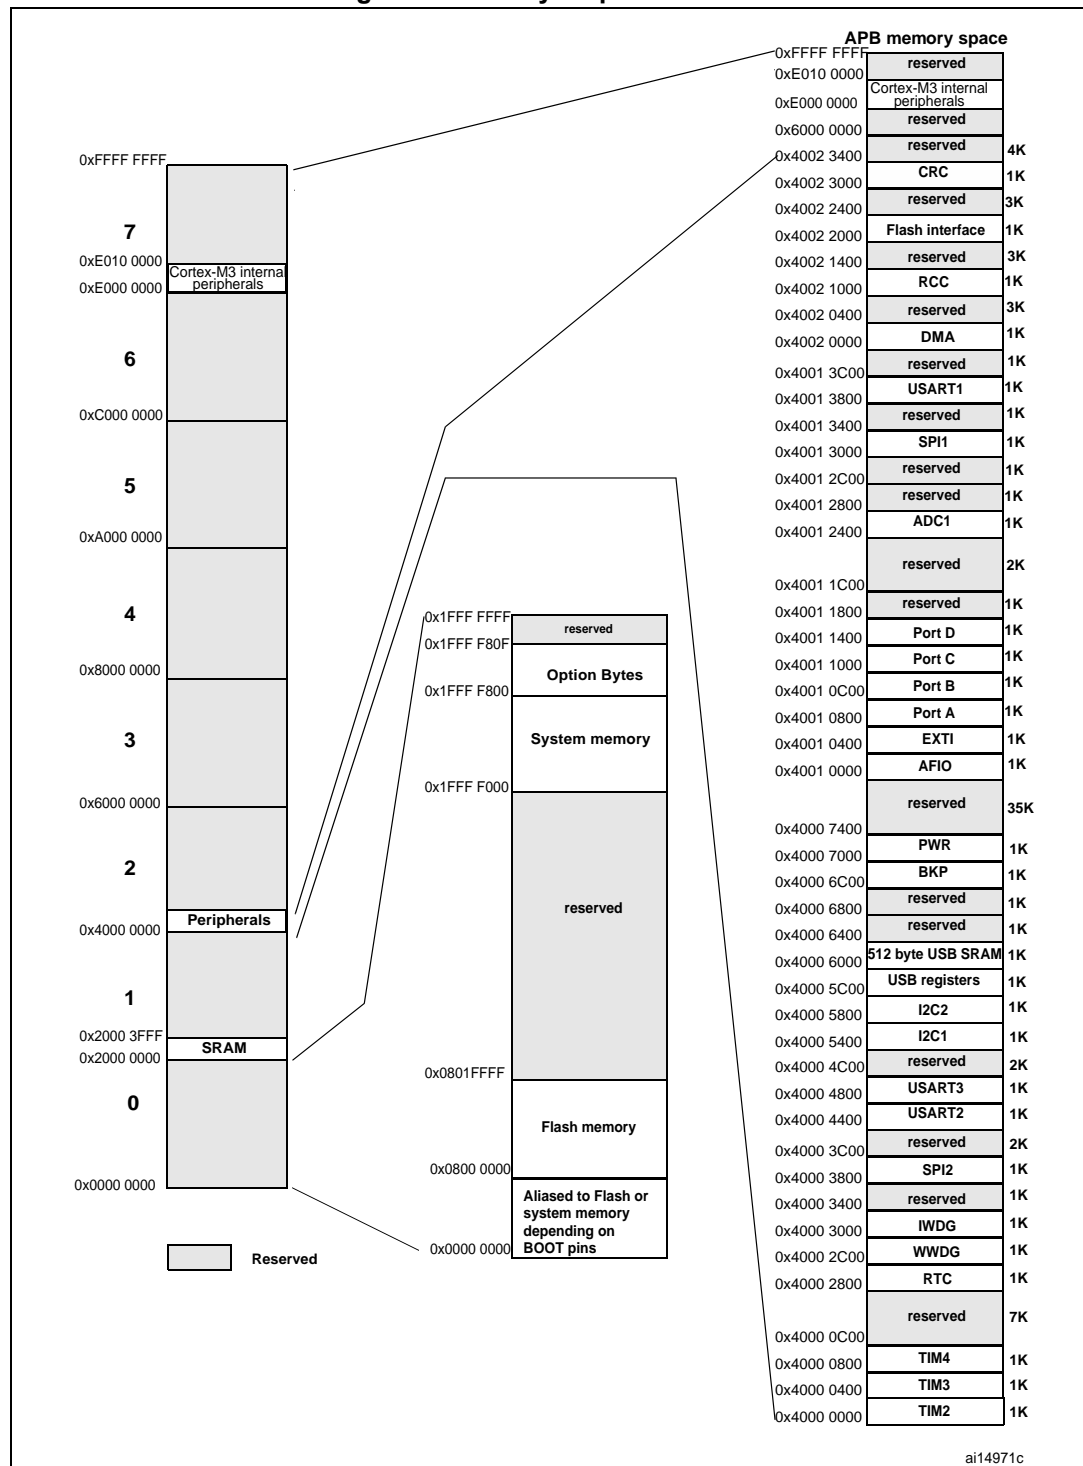 APB memory space
0xFFFF FFFF
reserved
0xE010 0000
Cortex-M3 internal
peripherals
0xE000 0000
reserved
0x6000 0000
reserved
4K
0x4002 3400
CRC
1K
0x4002 3000
reserved
3K
0x4002 2400
Flash interface
1K
0x4002 2000
reserved
3K
0x4002 1400
RCC
1K
0x4002 1000
reserved
3K
0x4002 0400
DMA
1K
0x4002 0000
reserved
1K
0x4001 3C00
USART1
1K
0x4001 3800
reserved
1K
0x4001 3400
SPI1
1K
0x4001 3000
reserved
1K
0x4001 2C00
reserved
1K
0x4001 2800
ADC1
1K
0x4001 2400
reserved
2K
0x4001 1C00
reserved
1K
0x4001 1800
Port D
1K
0x4001 1400
Port C
1K
0x4001 1000
Port B
1K
0x4001 0C00
Port A
1K
0x4001 0800
EXTI
1K
0x4001 0400
AFIO
1K
0x4001 0000
reserved
35K
0x4000 7400
PWR
1K
0x4000 7000
BKP
1K
0x4000 6C00
reserved
1K
0x4000 6800
reserved
1K
0x4000 6400
512 byte USB SRAM
1K
0x4000 6000
USB registers
1K
0x4000 5C00
I2C2
1K
0x4000 5800
I2C1
1K
0x4000 5400
reserved
2K
0x4000 4C00
USART3
1K
0x4000 4800
USART2
1K
0x4000 4400
reserved
2K
0x4000 3C00
SPI2
1K
0x4000 3800
reserved
1K
0x4000 3400
IWDG
1K
0x4000 3000
WWDG
1K
0x4000 2C00
RTC
1K
0x4000 2800
reserved
7K
0x4000 0C00
TIM4
1K
0x4000 0800
TIM3
1K
0x4000 0400
TIM2
1K
0x4000 0000
0xFFFF FFFF
7
0xE010 0000
Cortex-M3 internal
peripherals
0xE000 0000
6
0xC000 0000
5
0xA000 0000
4
0x8000 0000
3
0x6000 0000
2
Peripherals
0x4000 0000
1
0x2000 3FFF
SRAM
0x2000 0000
0
0x0000 0000
Reserved
0x1FFF FFFF
reserved
0x1FFF F80F
Option Bytes
0x1FFF F800
System memory
0x1FFF F000
reserved
0x0801FFFF
Flash memory
0x0800 0000
Aliased to Flash or
system memory
depending on
BOOT pins
0x0000 0000
ai14971c